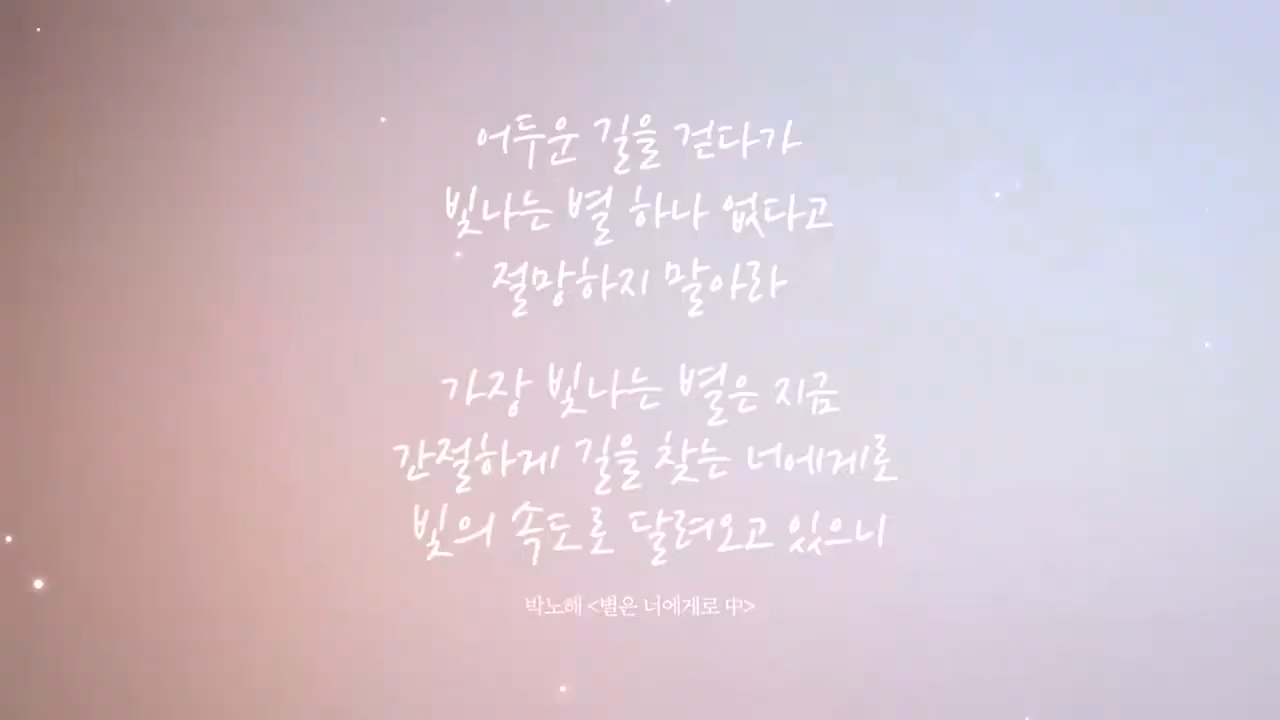 어두운 길을 걷다가
빛나는 별 하나 없다고
절망하지 말아라
가장 빛나는 별은 지금
간절하게 길을 찾는 너에게로
빛의 속도로 달려오고 있으니
박노해 <별은 너에게로 中>